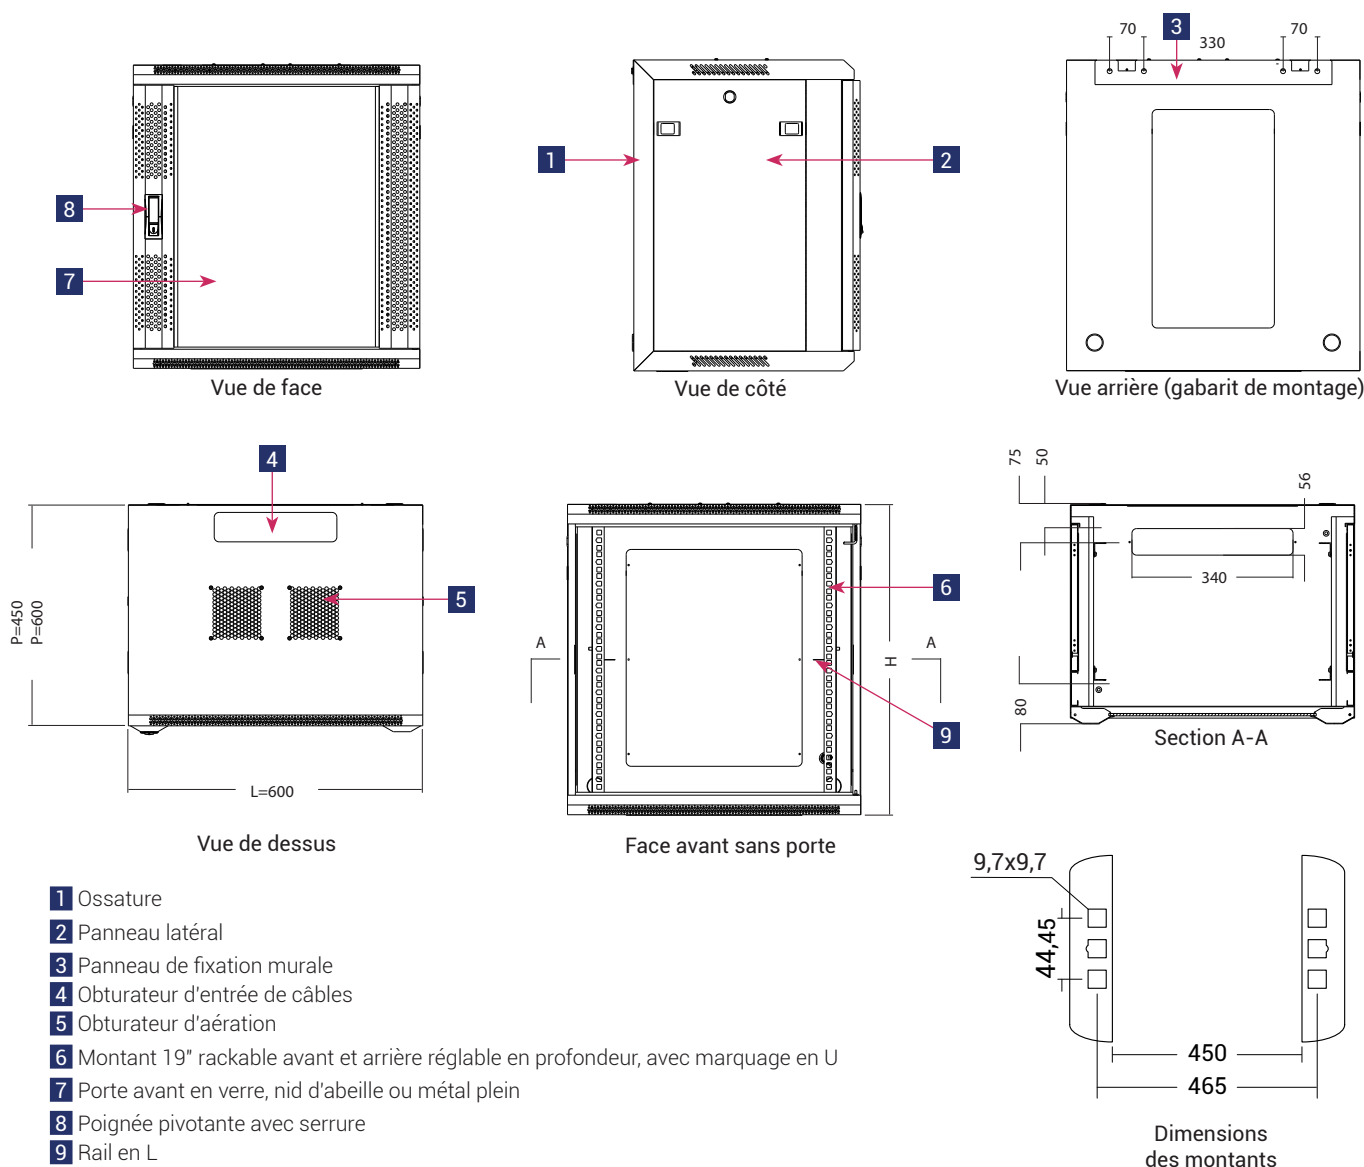 70
3
330
70
1
2
8
7
Vue de face
Vue de côté
Vue arrière (gabarit de montage)
4
5
P=450
P=600
L=600
Vue de dessus
6
A
A
H
9
Face avant sans porte
75
50
56
340
80
Section A-A
1 Ossature
2 Panneau latéral
3 Panneau de fixation murale
4 Obturateur d'entrée de câbles
5 Obturateur d'aération
6 Montant 19" rackable avant et arrière réglable en profondeur, avec marquage en U
7 Porte avant en verre, nid d'abeille ou métal plein
8 Poignée pivotante avec serrure
9 Rail en L
9,7x9,7
44,45
450
465
Dimensions
des montants